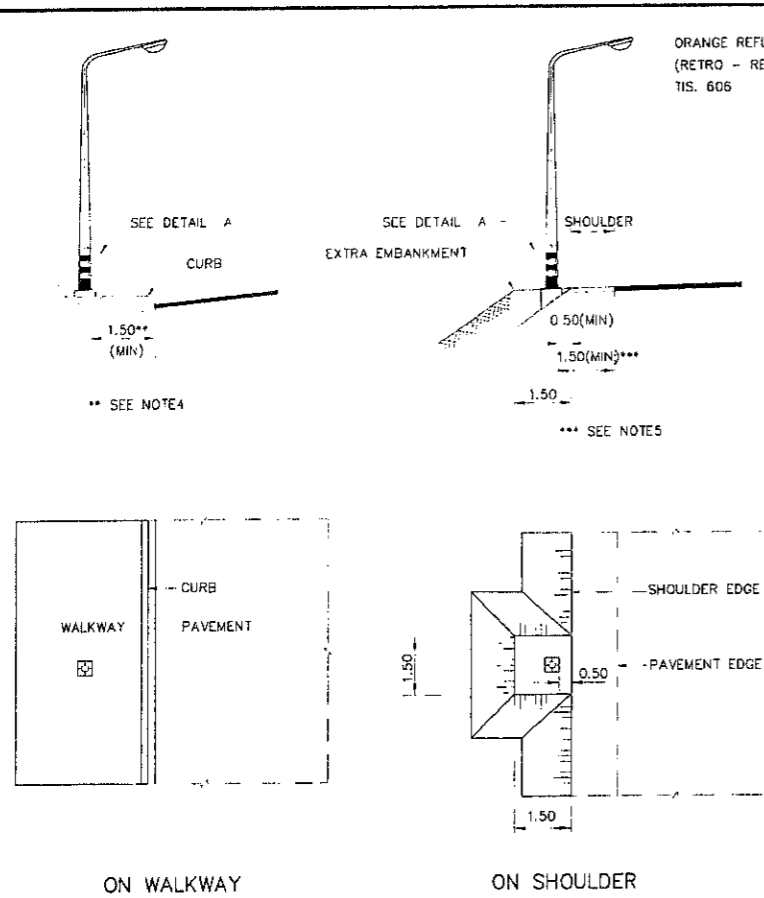 ORANGE REFL
(RETRO - RE
TIS. 606
SEE DETAIL A
CURB
1.50**
(MIN)
** SEE NOTE4
SEE DETAIL A -
SHOULDER
EXTRA EMBANKMENT
0.50(MIN)
1.50(MIN)***
1.50
*** SEE NOTE5
CURB
WALKWAY
PAVEMENT
SHOULDER EDGE
PAVEMENT EDGE
1.50
0.50
1.50
ON WALKWAY
ON SHOULDER